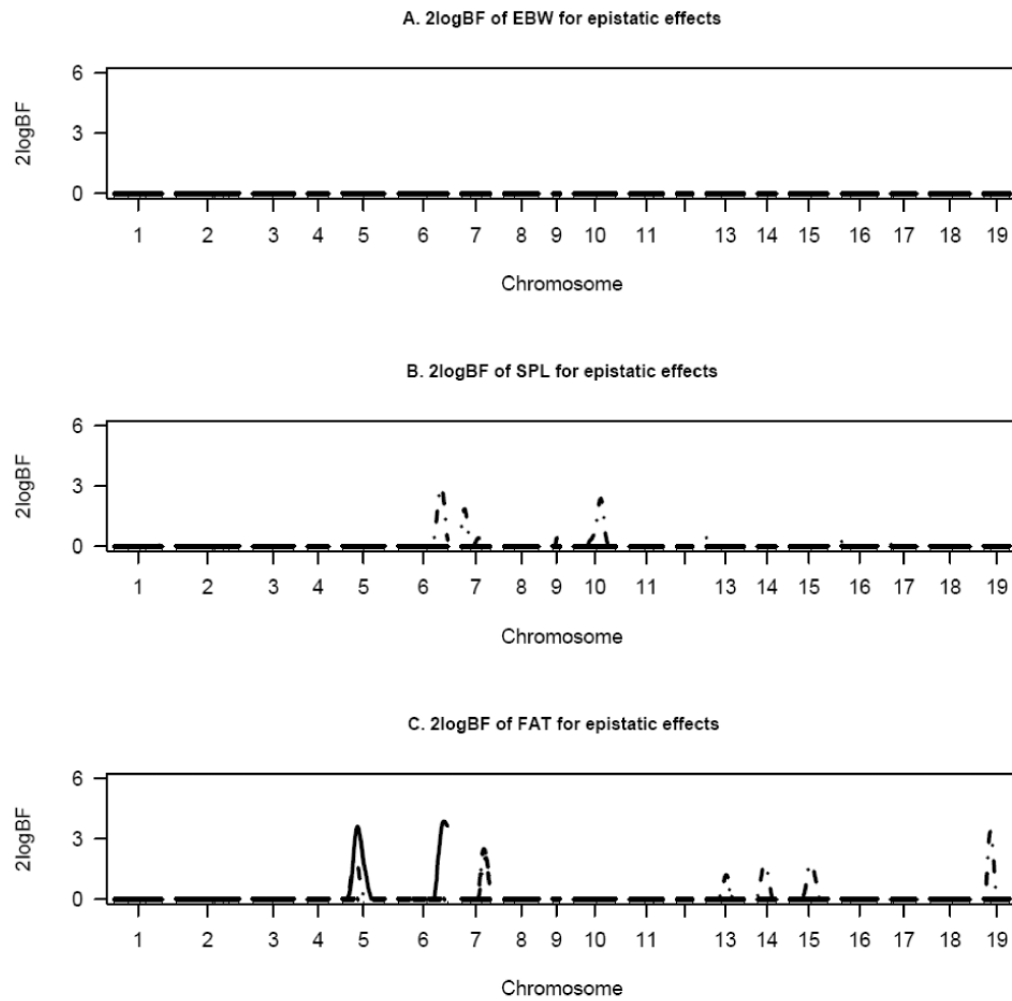 A. 2logBF of EBW for epistatic effects
6
3
0
2logBF
1 2 3 4 5 6 7 8 9 10 11 13 14 15 16 17 18 19
Chromosome
B. 2logBF of SPL for epistatic effects
6
3
0
2logBF
1 2 3 4 5 6 7 8 9 10 11 13 14 15 16 17 18 19
Chromosome
C. 2logBF of FAT for epistatic effects
6
3
0
2logBF
1 2 3 4 5 6 7 8 9 10 11 13 14 15 16 17 18 19
Chromosome